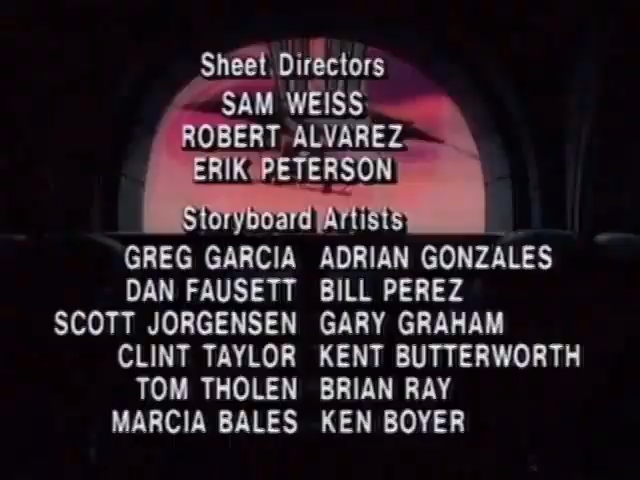 Sheet Directors
SAM WEISS
ROBERT ALVAREZ
ERIK PETERSON
Storyboard Artists
GREG GARCIA ADRIAN GONZALES
DAN FAUSETT BILL PEREZ
SCOTT JORGENSEN GARY GRAHAM
CLINT TAYLOR KENT BUTTERWORTH
TOM THOLEN BRIAN RAY
MARCIA BALES KEN BOYER